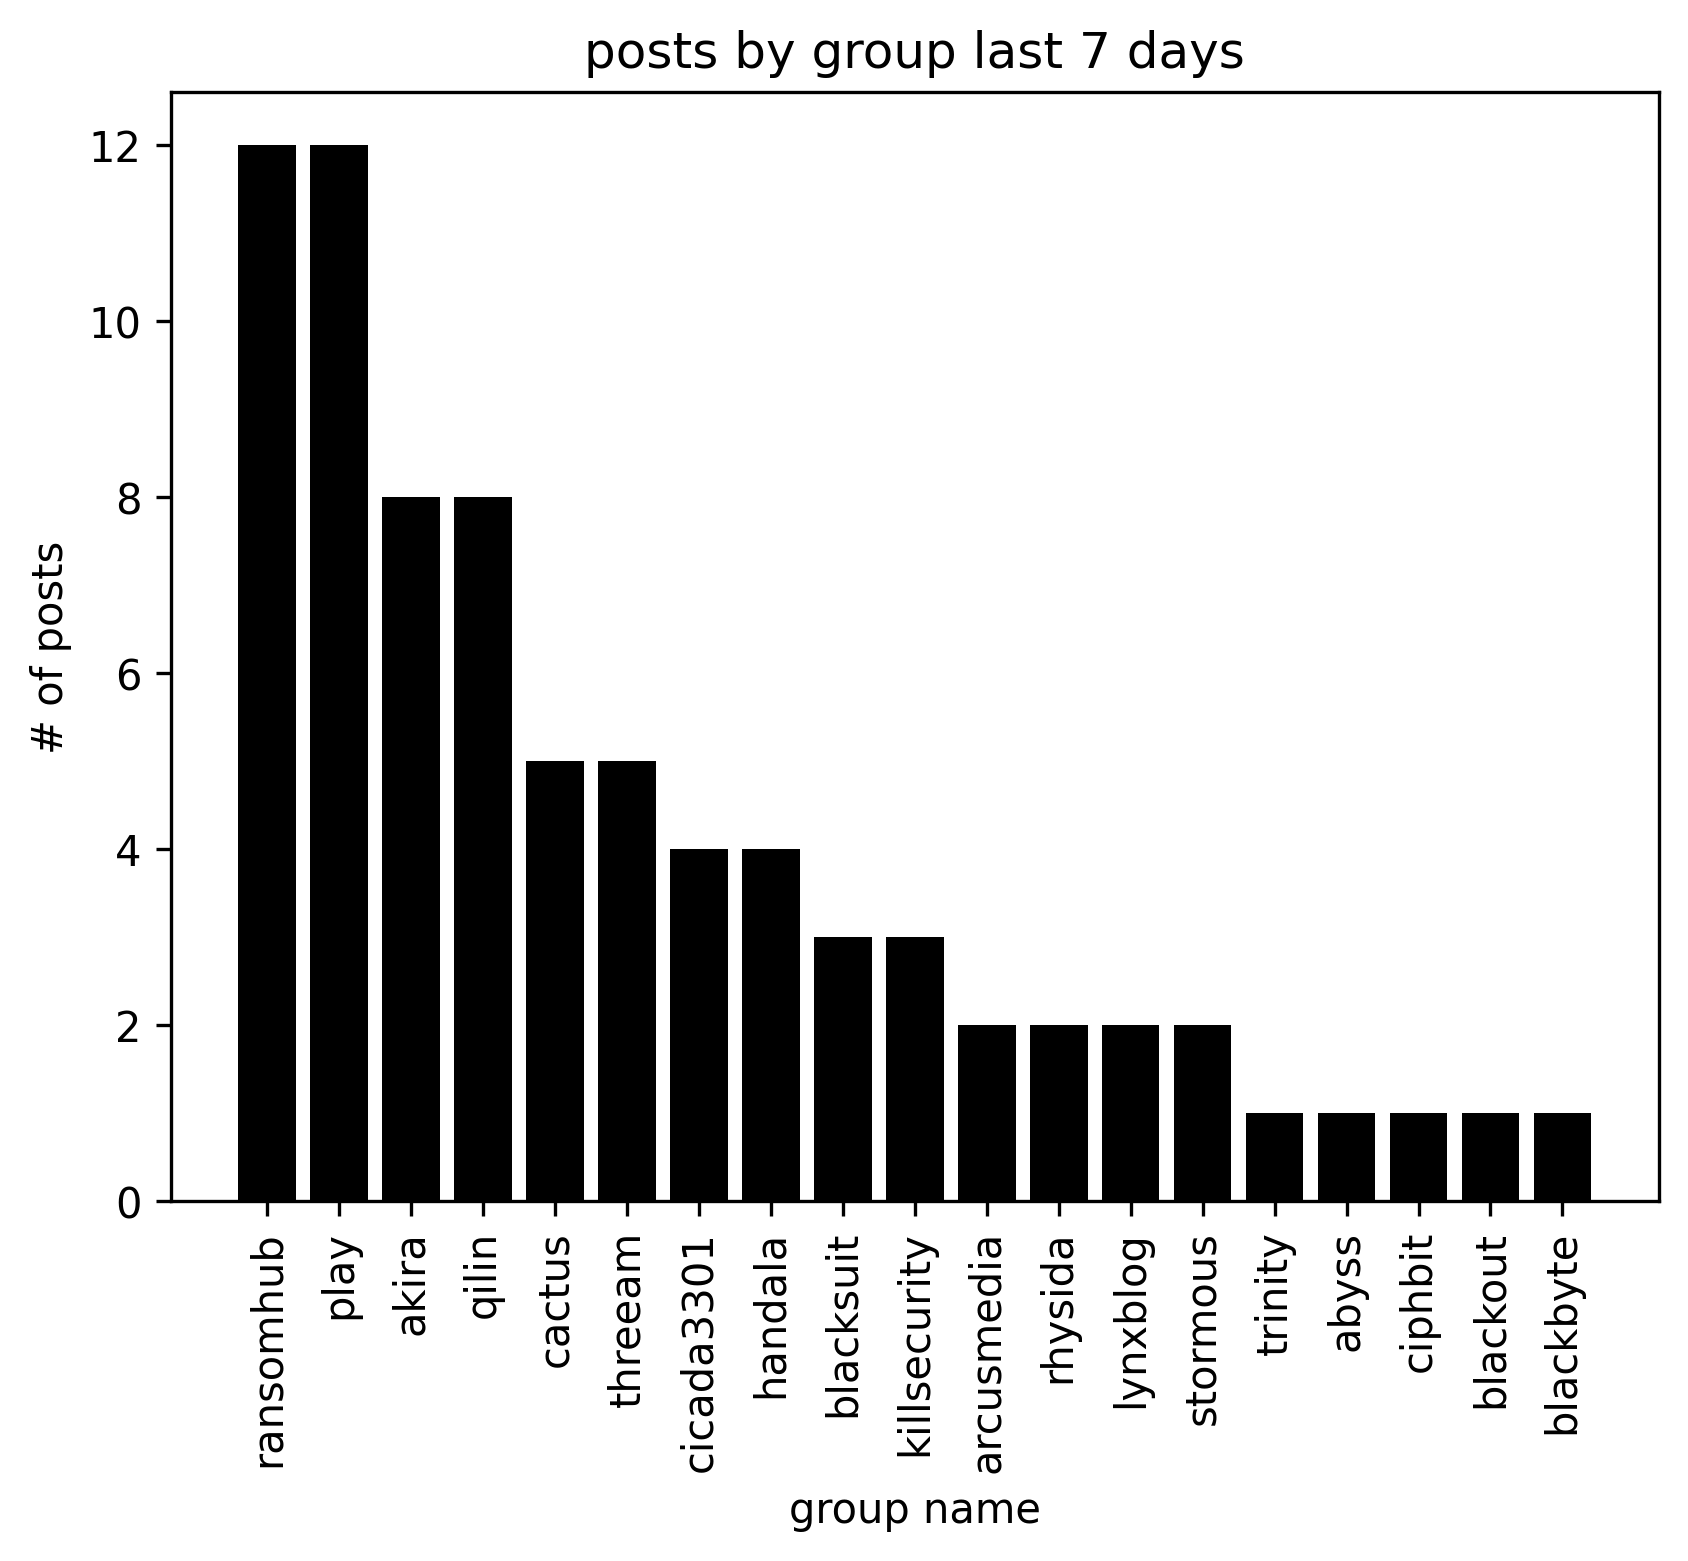 posts by group last 7 days
12
10
8
6
4
2
0
# of posts
ransomhub
play
akira
qilin
cactus
threeam
cicada3301
handala
blacksuit
killsecurity
arcusmedia
rhysida
lynxblog
stormous
trinity
abyss
ciphbit
blackout
blackbyte
group name